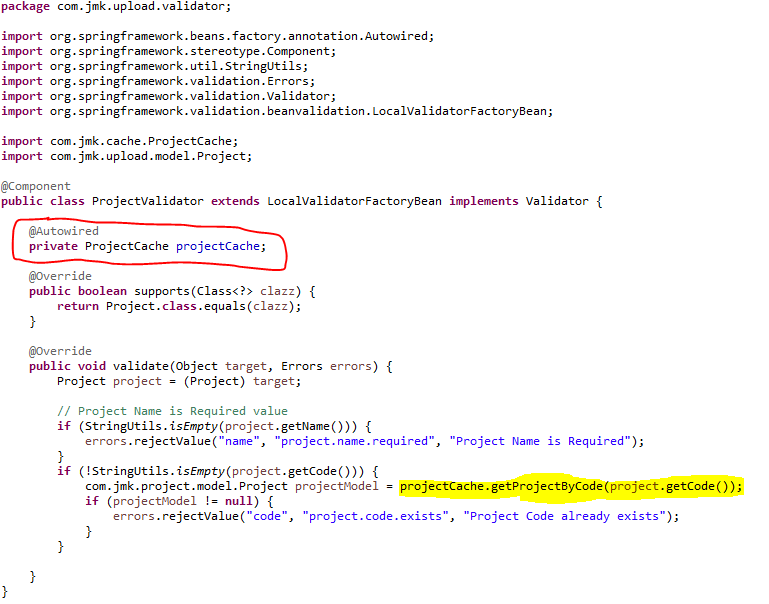 package com.jmk.upload.validator;
import org.springframework.beans.factory.annotation.Autowired;
import org.springframework.stereotype.Component;
import org.springframework.util.StringUtils;
import org.springframework.validation.Errors;
import org.springframework.validation.Validator;
import org.springframework.validation.beanvalidation.LocalValidatorFactoryBean;
import com.jmk.cache.ProjectCache;
import com.jmk.upload.model.Project;
@Component
public class ProjectValidator extends LocalValidatorFactoryBean implements Validator {
@Autowired
private ProjectCache projectCache;
@Override
public boolean supports(Class<?> clazz) {
return Project.class.equals(clazz);
}
@Override
public void validate(Object target, Errors errors) {
Project project = (Project) target;
// Project Name is Required value
if (StringUtils.isEmpty(project.getName())) {
errors.rejectValue("name", "project.name.required", "Project Name is Required");
}
if (!StringUtils.isEmpty(project.getCode())) {
com.jmk.project.model.Project projectModel = projectCache.getProjectByCode(project.getCode());
if (projectModel != null) {
errors.rejectValue("code", "project.code.exists", "Project Code already exists");
}
}
}
}